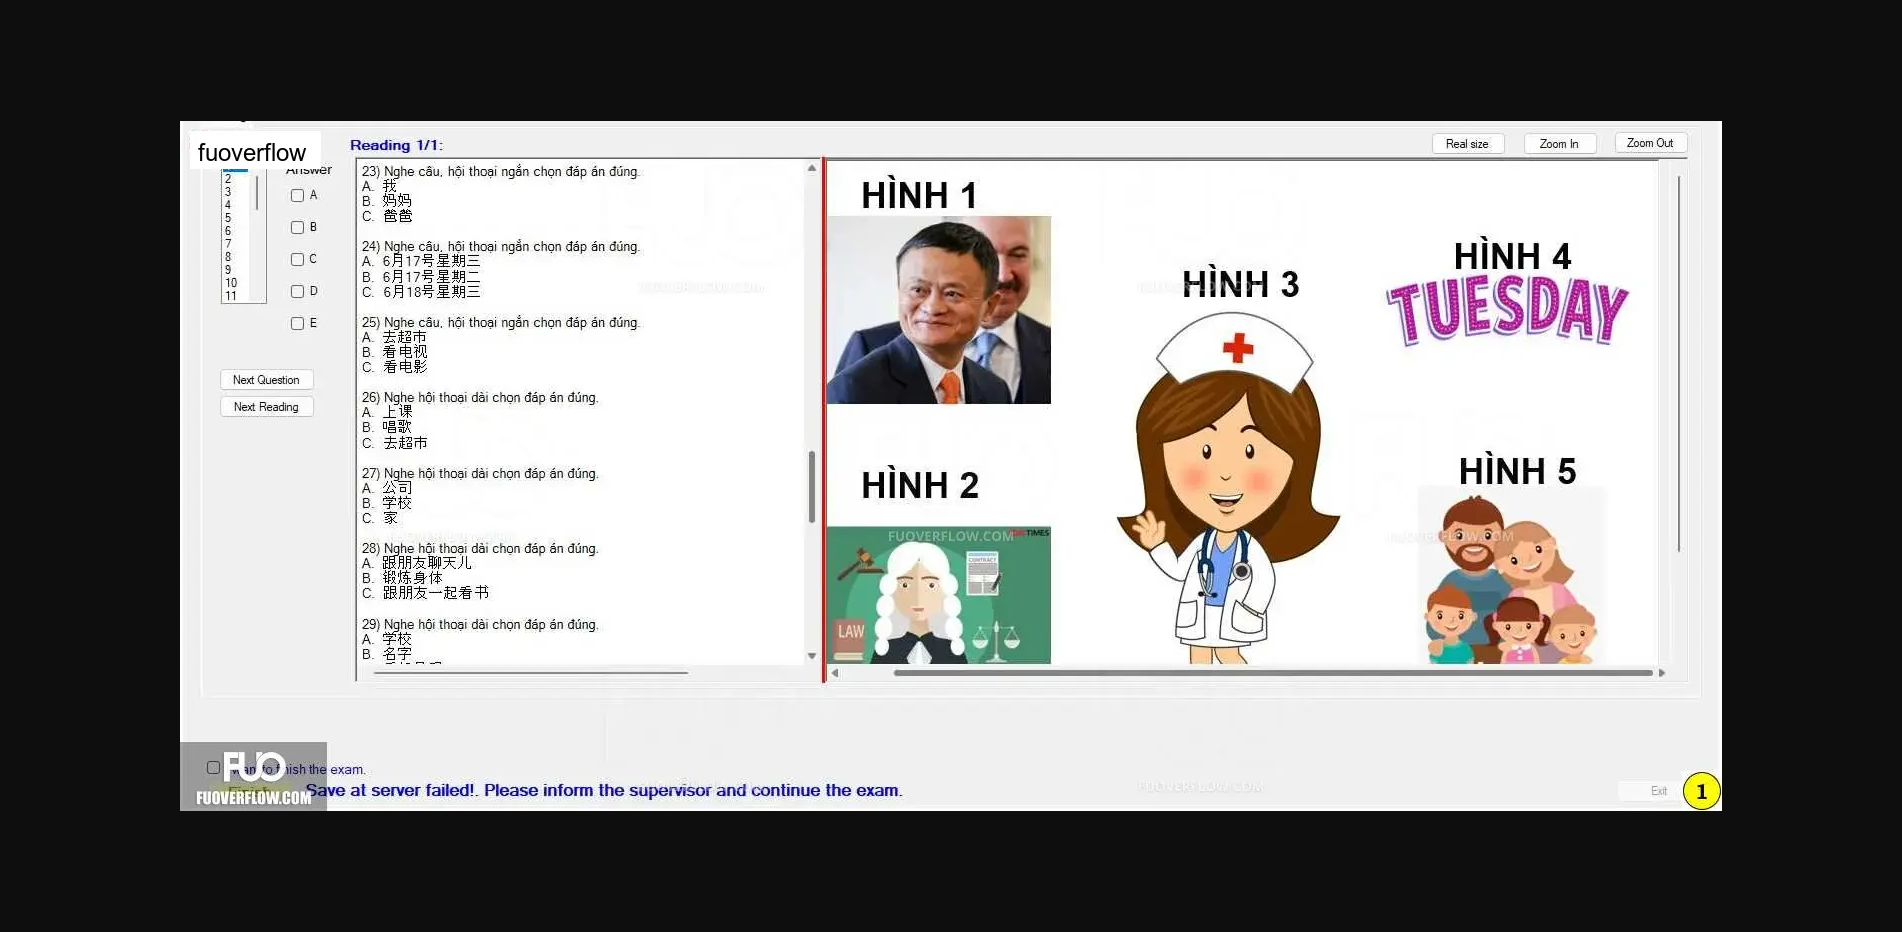 fuoverflow
Reading 1/1:
Real size
Zoom In
Zoom Out
Answer
2
3
4
5
6
7
8
9
10
11
A
B
C
D
E
Next Question
Next Reading
23) Nghe câu, hội thoại ngắn chọn đáp án đúng.
A. 我
B. 妈妈
C. 爸爸
24) Nghe câu, hội thoại ngắn chọn đáp án đúng.
A. 6月17号星期三
B. 6月17号星期二
C. 6月18号星期三
25) Nghe câu, hội thoại ngắn chọn đáp án đúng.
A. 去超市
B. 看电视
C. 看电影
26) Nghe hội thoại dài chọn đáp án đúng.
A. 上课
B. 唱歌
C. 去超市
27) Nghe hội thoại dài chọn đáp án đúng.
A. 公司
B. 学校
C. 家
28) Nghe hội thoại dài chọn đáp án đúng.
A. 跟朋友聊天儿
B. 锻炼身体
C. 跟朋友一起看书
29) Nghe hội thoại dài chọn đáp án đúng.
A. 学校
B. 名字
HÌNH 1
HÌNH 2
FUOVERFLOW.COM
TIMES
CONTRACT
LAW
HÌNH 3
HÌNH 4
TUESDAY
HÌNH 5
FUOVERFLOW.COM
to finish the exam.
Save at server failed!. Please inform the supervisor and continue the exam.
FUO
FUOVERFLOW.COM
FUOVERFLOW.COM
Exit
1